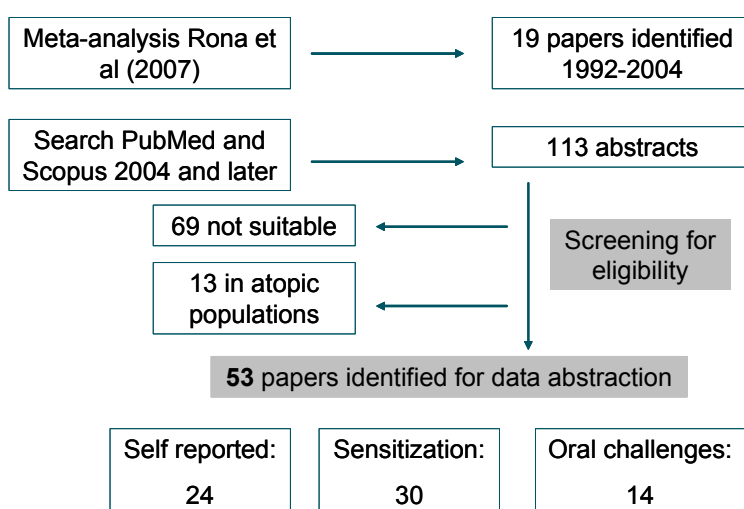 Meta-analysis Rona et
al (2007)
19 papers identified
1992-2004
Search PubMed and
Scopus 2004 and later
113 abstracts
69 not suitable
Screening for
eligibility
13 in atopic
populations
53 papers identified for data abstraction
Self reported:
24
Sensitization:
30
Oral challenges:
14